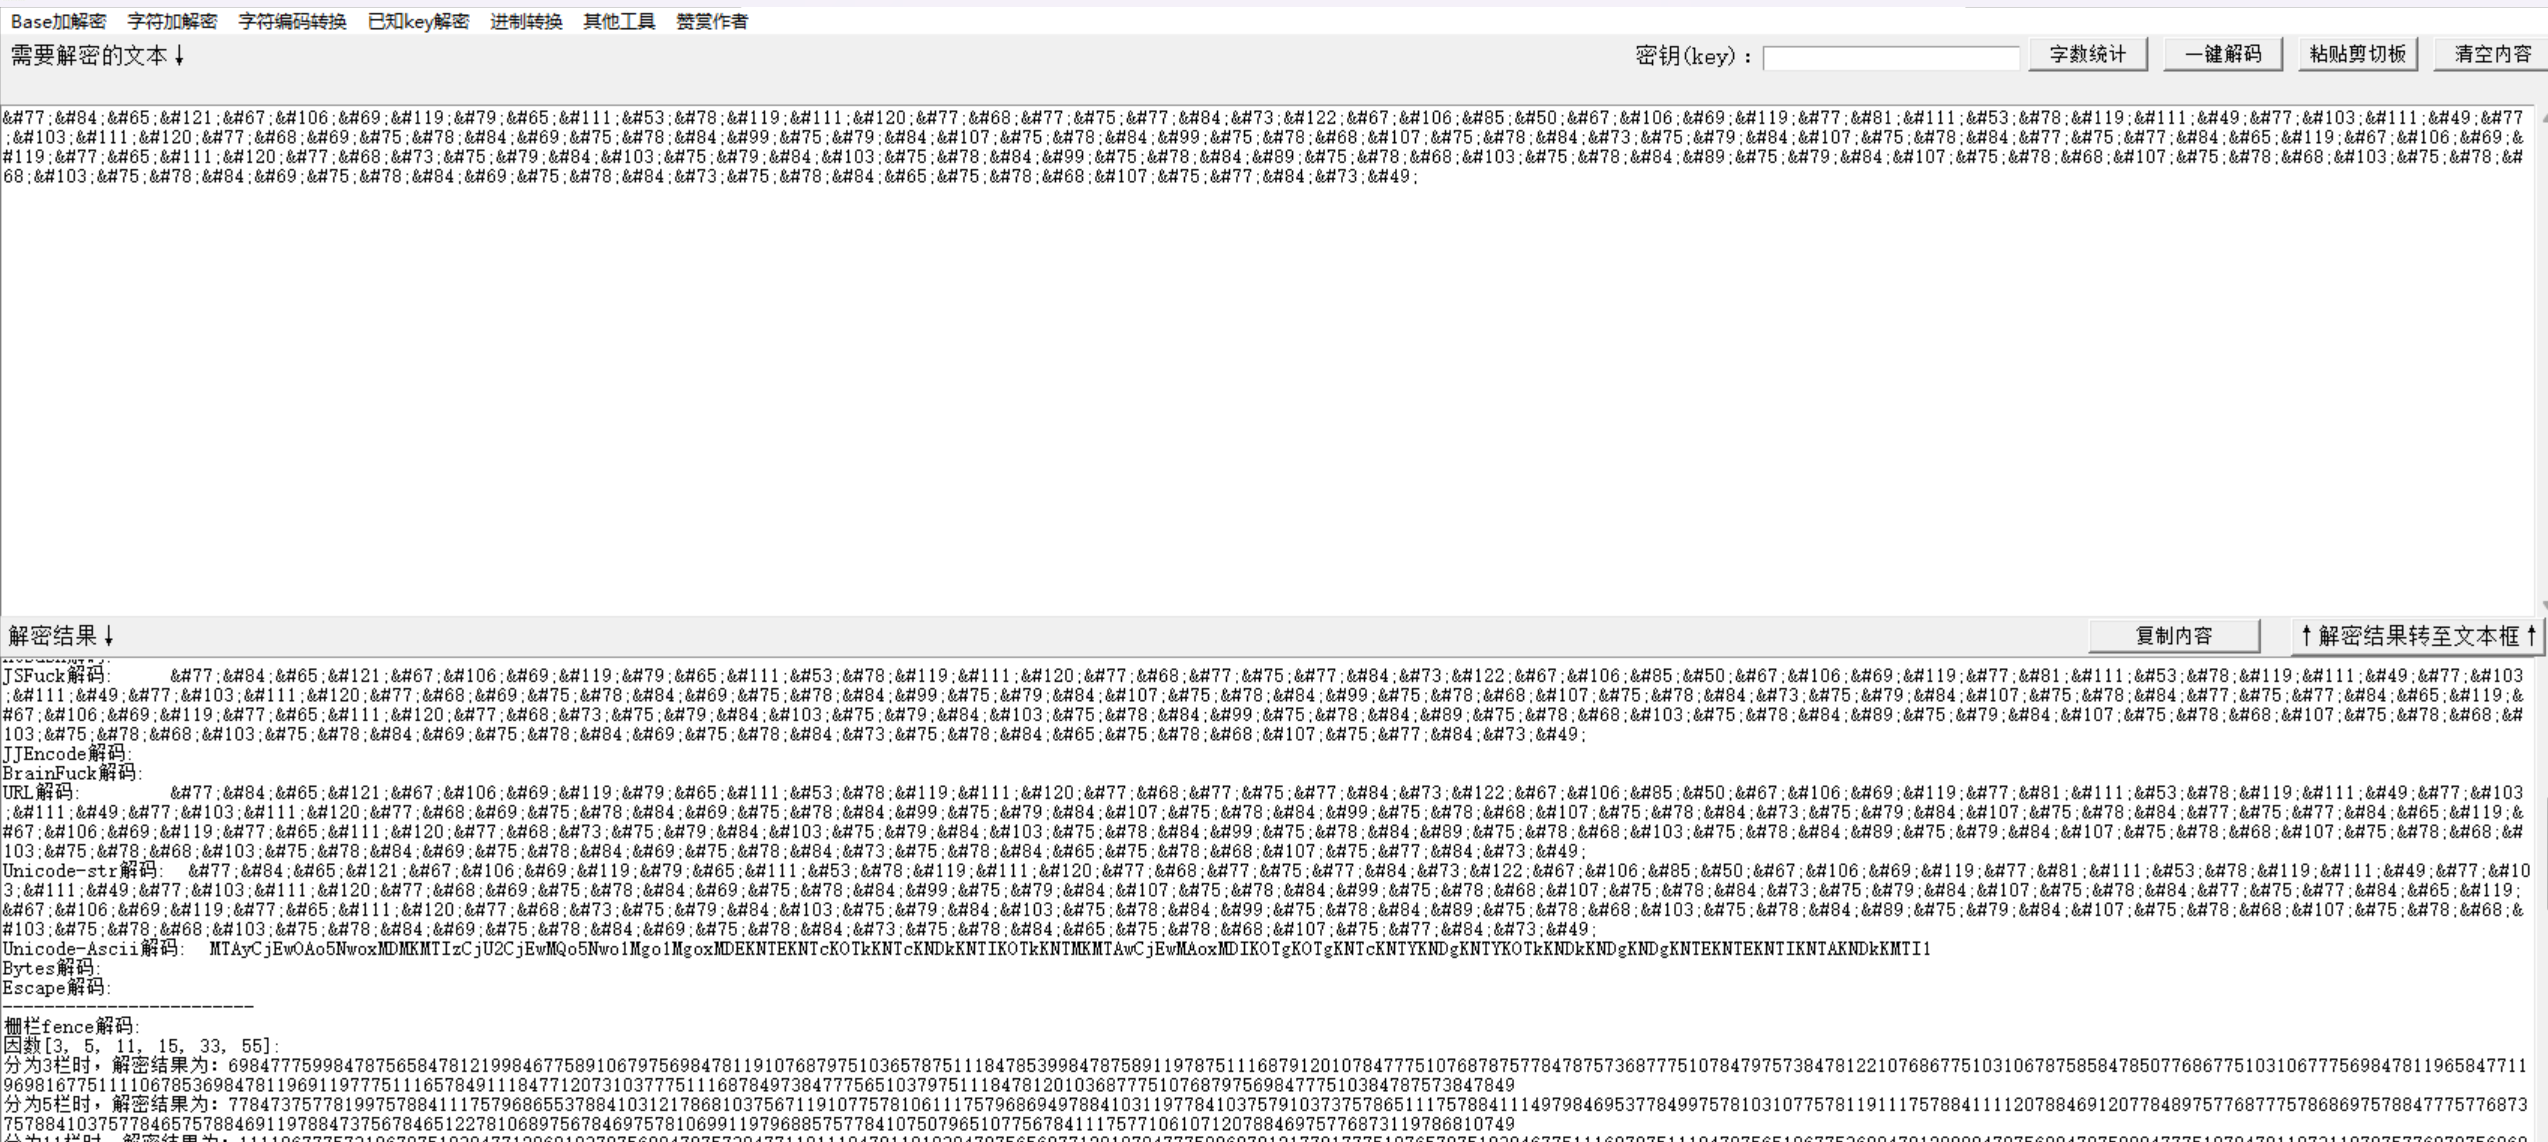 Base加解密 字符加解密 字符编码转换 已知key解密 进制转换 其他工具 赞赏作者
需要解密的文本↓ 密钥(key)： 字数统计 一键解码 粘贴剪切板 清空内容
&#77;&#84;&#65;&#121;&#67;&#106;&#69;&#119;&#79;&#65;&#111;&#53;&#78;&#119;&#111;&#120;&#77;&#68;&#77;&#75;&#77;&#84;&#73;&#122;&#67;&#106;&#85;&#50;&#67;&#106;&#69;&#119;&#77;&#81;&#111;&#53;&#78;&#119;&#111;&#49;&#77
;&#103;&#111;&#120;&#77;&#68;&#69;&#75;&#78;&#84;&#69;&#75;&#78;&#84;&#99;&#75;&#79;&#84;&#107;&#75;&#78;&#84;&#99;&#75;&#78;&#68;&#107;&#75;&#78;&#84;&#73;&#75;&#79;&#84;&#107;&#75;&#78;&#84;&#77;&#75;&#77;&#84;&#65;&#119;&#67;&#106;&#69;&#
#119;&#77;&#65;&#111;&#120;&#77;&#68;&#73;&#75;&#79;&#84;&#103;&#75;&#79;&#84;&#103;&#75;&#78;&#84;&#99;&#75;&#78;&#84;&#89;&#75;&#78;&#68;&#103;&#75;&#78;&#84;&#89;&#75;&#79;&#84;&#107;&#75;&#78;&#68;&#107;&#75;&#78;&#68;&#103;&#75;&#78;&#
68;&#103;&#75;&#78;&#84;&#69;&#75;&#78;&#84;&#69;&#75;&#78;&#84;&#73;&#75;&#78;&#84;&#65;&#75;&#78;&#68;&#107;&#75;&#77;&#84;&#73;&#49;
解密结果↓ 复制内容 ↑解密结果转至文本框↑
JSFuck解码: &#77;&#84;&#65;&#121;&#67;&#106;&#69;&#119;&#79;&#65;&#111;&#53;&#78;&#119;&#111;&#120;&#77;&#68;&#77;&#75;&#77;&#84;&#73;&#122;&#67;&#106;&#85;&#50;&#67;&#106;&#69;&#119;&#77;&#81;&#111;&#53;&#78;&#119;&#111;&#49;&#77;&#103
;&#111;&#49;&#77;&#103;&#111;&#120;&#77;&#68;&#69;&#75;&#78;&#84;&#69;&#75;&#78;&#84;&#99;&#75;&#79;&#84;&#107;&#75;&#78;&#84;&#99;&#75;&#78;&#68;&#107;&#75;&#78;&#84;&#73;&#75;&#79;&#84;&#107;&#75;&#78;&#84;&#77;&#75;&#77;&#84;&#65;&#119;&
#67;&#106;&#69;&#119;&#77;&#65;&#111;&#120;&#77;&#68;&#73;&#75;&#79;&#84;&#103;&#75;&#79;&#84;&#103;&#75;&#78;&#84;&#99;&#75;&#78;&#84;&#89;&#75;&#78;&#68;&#103;&#75;&#78;&#84;&#89;&#75;&#79;&#84;&#107;&#75;&#78;&#68;&#107;&#75;&#78;&#68;&#
103;&#75;&#78;&#68;&#103;&#75;&#78;&#84;&#69;&#75;&#78;&#84;&#69;&#75;&#78;&#84;&#73;&#75;&#78;&#84;&#65;&#75;&#78;&#68;&#107;&#75;&#77;&#84;&#73;&#49;
JJEncode解码:
BrainFuck解码:
URL解码: &#77;&#84;&#65;&#121;&#67;&#106;&#69;&#119;&#79;&#65;&#111;&#53;&#78;&#119;&#111;&#120;&#77;&#68;&#77;&#75;&#77;&#84;&#73;&#122;&#67;&#106;&#85;&#50;&#67;&#106;&#69;&#119;&#77;&#81;&#111;&#53;&#78;&#119;&#111;&#49;&#77;&#103
;&#111;&#49;&#77;&#103;&#111;&#120;&#77;&#68;&#69;&#75;&#78;&#84;&#69;&#75;&#78;&#84;&#99;&#75;&#79;&#84;&#107;&#75;&#78;&#84;&#99;&#75;&#78;&#68;&#107;&#75;&#78;&#84;&#73;&#75;&#79;&#84;&#107;&#75;&#78;&#84;&#77;&#75;&#77;&#84;&#65;&#119;&
#67;&#106;&#69;&#119;&#77;&#65;&#111;&#120;&#77;&#68;&#73;&#75;&#79;&#84;&#103;&#75;&#79;&#84;&#103;&#75;&#78;&#84;&#99;&#75;&#78;&#84;&#89;&#75;&#78;&#68;&#103;&#75;&#78;&#84;&#89;&#75;&#79;&#84;&#107;&#75;&#78;&#68;&#107;&#75;&#78;&#68;&#
103;&#75;&#78;&#68;&#103;&#75;&#78;&#84;&#69;&#75;&#78;&#84;&#69;&#75;&#78;&#84;&#73;&#75;&#78;&#84;&#65;&#75;&#78;&#68;&#107;&#75;&#77;&#84;&#73;&#49;
Unicode-str解码: &#77;&#84;&#65;&#121;&#67;&#106;&#69;&#119;&#79;&#65;&#111;&#53;&#78;&#119;&#111;&#120;&#77;&#68;&#77;&#75;&#77;&#84;&#73;&#122;&#67;&#106;&#85;&#50;&#67;&#106;&#69;&#119;&#77;&#81;&#111;&#53;&#78;&#119;&#111;&#49;&#77;&#10
3;&#111;&#49;&#77;&#103;&#111;&#120;&#77;&#68;&#69;&#75;&#78;&#84;&#69;&#75;&#78;&#84;&#99;&#75;&#79;&#84;&#107;&#75;&#78;&#84;&#99;&#75;&#78;&#68;&#107;&#75;&#78;&#84;&#73;&#75;&#79;&#84;&#107;&#75;&#78;&#84;&#77;&#75;&#77;&#84;&#65;&#119;
&#67;&#106;&#69;&#119;&#77;&#65;&#111;&#120;&#77;&#68;&#73;&#75;&#79;&#84;&#103;&#75;&#79;&#84;&#103;&#75;&#78;&#84;&#99;&#75;&#78;&#84;&#89;&#75;&#78;&#68;&#103;&#75;&#78;&#84;&#89;&#75;&#79;&#84;&#107;&#75;&#78;&#68;&#107;&#75;&#78;&#68;&
#103;&#75;&#78;&#68;&#103;&#75;&#78;&#84;&#69;&#75;&#78;&#84;&#69;&#75;&#78;&#84;&#73;&#75;&#78;&#84;&#65;&#75;&#78;&#68;&#107;&#75;&#77;&#84;&#73;&#49;
Unicode-Ascii解码: MTAyCjEwOAo5NwoxMDMKMTIzCjU2CjEwMQo5Nwo1Mgo1MgoxMDEKNTEKNTcKOTkKNTcKNDkKNTIKOTkKNTMKMTAwCjEwMAoxMDIKOTgKOTgKNTcKNTYKNDgKNTYKOTkKNDkKNDgKNDgKNTEKNTEKNTIKNTAKNDkKMTI1
Bytes解码:
Escape解码:
------------------------
栅栏fence解码:
因数[3, 5, 11, 15, 33, 55]:
分为3栏时，解密结果为:
分为5栏时，解密结果为: